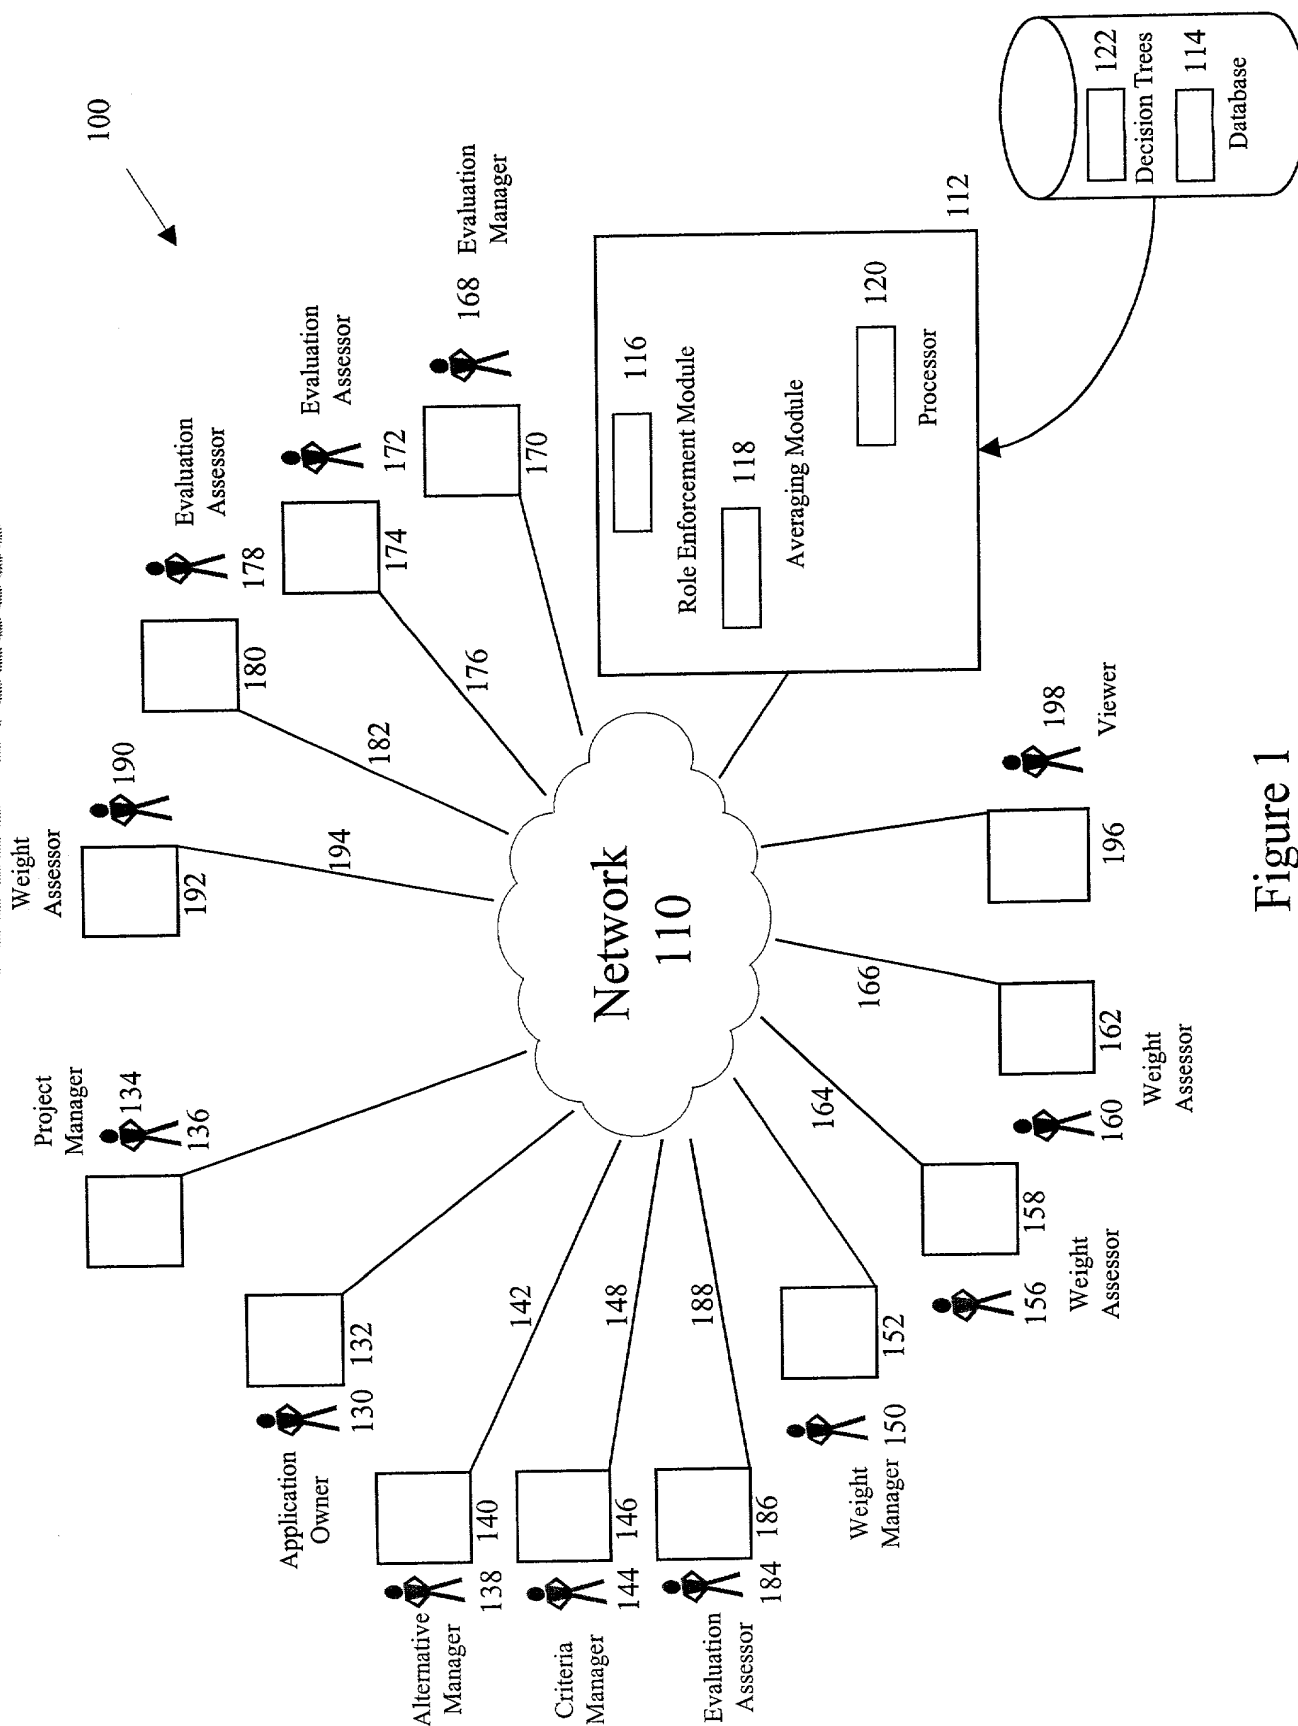 100
Weight
Assessor
190
192
194
Evaluation
Assessor
178
180
182
Evaluation
Assessor
172
174
176
Evaluation
Manager
168
170
Project
Manager
134
136
Application
Owner
130
132
Alternative
Manager
138
140
142
Criteria
Manager
144
146
148
Evaluation
Assessor
184
186
188
Weight
Manager
150
152
Weight
Assessor
156
158
164
Weight
Assessor
160
162
166
196
198
Viewer
Network
110
112
116
Role Enforcement Module
118
Averaging Module
120
Processor
122
Decision Trees
114
Database
Figure 1